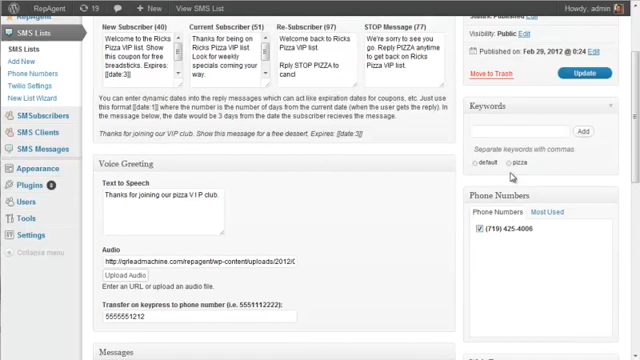 RepAgent
19
+ New
View SMS List
Howdy, admin
RepAgent
SMS Lists
SMS Lists
Add New
Phone Numbers
Twilio Settings
New List Wizard
SMSubscribers
SMS Clients
SMS Messages
Appearance
Plugins 8
Users
Tools
Settings
Collapse menu
New Subscriber (40)
Current Subscriber (51)
Re-Subscriber (97)
STOP Message (77)
Welcome to the Ricks
Pizza VIP list. Show
this coupon for free
breadsticks. Expires:
[[date:3]]
Thanks for being on
Ricks Pizza VIP list.
Look for weekly
specials coming your
way.
Welcome back to Ricks
Pizza VIP list.
Rply STOP PIZZA to
cancl
We're sorry to see you
go. Reply PIZZA anytime
to get back on Ricks
Pizza VIP List.
You can enter dynamic dates into the reply messages which can act like expiration dates for coupons. Just use
this format [[date:1]] where the number is the number of days from the current date (when the user gets the reply). In
the message below, the date would be 3 days from the date the subscriber recieves the message.
Thanks for joining our VIP club. Show this message for a free dessert. Expires: [[date:3]]
Voice Greeting
Text to Speech
Thanks for joining our pizza V I P club.
Audio
http://qrleadmachine.com/repagent/wp-content/uploads/2012/0
Upload Audio
Enter an URL or upload an audio file.
Transfer on keypress to phone number (i.e. 5551112222)
5555551212
Messages
Status: Published Edit
Visibility: Public Edit
Published on: Feb 29, 2012 @ 0:24 Edit
Move to Trash
Update
Keywords
Add
Separate keywords with commas
default
pizza
Phone Numbers
Phone Numbers
Most Used
(719) 425-4006